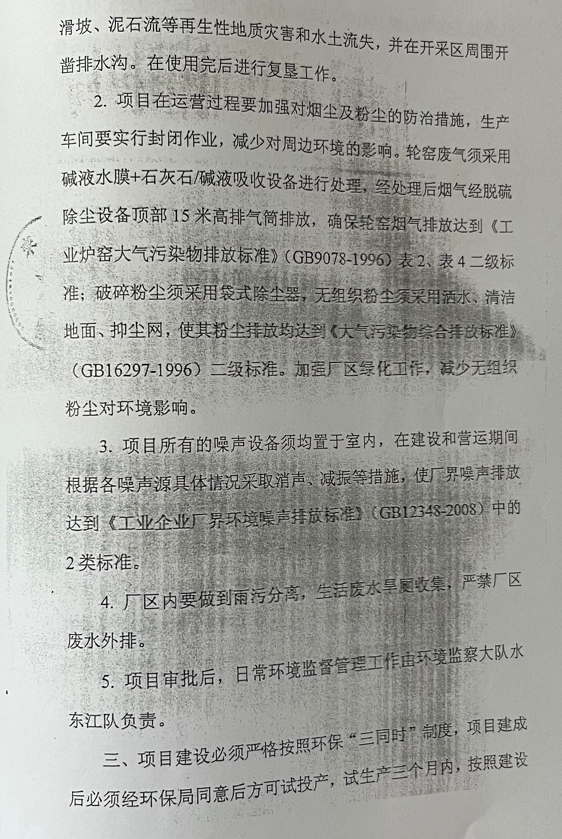 滑坡、泥石流等再生性地质灾害和水土流失，并在开采区周围开
凿排水沟。在使用完后进行复垦工作。
2. 项目在运营过程要加强对烟尘及粉尘的防治措施，生产
车间要实行封闭作业，减少对周边环境的影响。轮窑废气须采用
碱液水膜+石灰石/碱液吸收设备进行处理，经处理后烟气经脱硫
除尘设备顶部 15 米高排气筒排放，确保轮窑烟气排放达到《工
业炉窑大气污染物排放标准》（GB9078-1996）表 2、表 4 二级标
准；破碎粉尘须采用袋式除尘器，无组织粉尘须采用洒水、清洁
地面、抑尘网，使其粉尘排放均达到《大气污染物综合排放标准》
（GB16297-1996）二级标准。加强厂区绿化工作，减少无组织
粉尘对环境影响。
3. 项目所有的噪声设备须均置于室内，在建设和营运期间
根据各噪声源具体情况采取消声、减振等措施，使厂界噪声排放
达到《工业企业厂界环境噪声排放标准》（GB12348-2008）中的
2 类标准。
4. 厂区内要做到雨污分离，生活废水旱厕收集，严禁厂区
废水外排。
5. 项目审批后，日常环境监督管理工作由环境监察大队水
东江队负责。
三、项目建设必须严格按照环保“三同时”制度，项目建成
后必须经环保局同意后方可试投产，试生产三个月内，按照建设